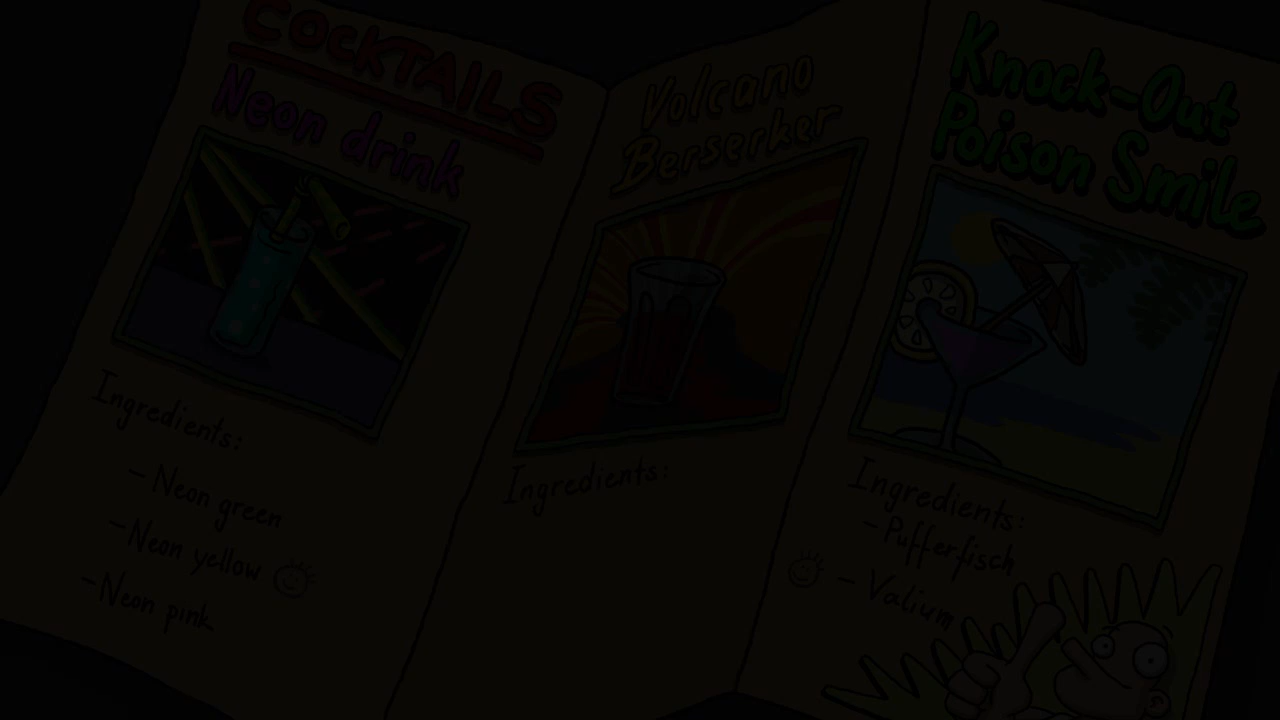 COCKTAILS
Neon drink
Ingredients:
- Neon green
- Neon yellow
- Neon pink
Volcano
Berserker
Ingredients:
Knock-Out
Poison Smile
Ingredients:
- Pufferfisch
- Valium